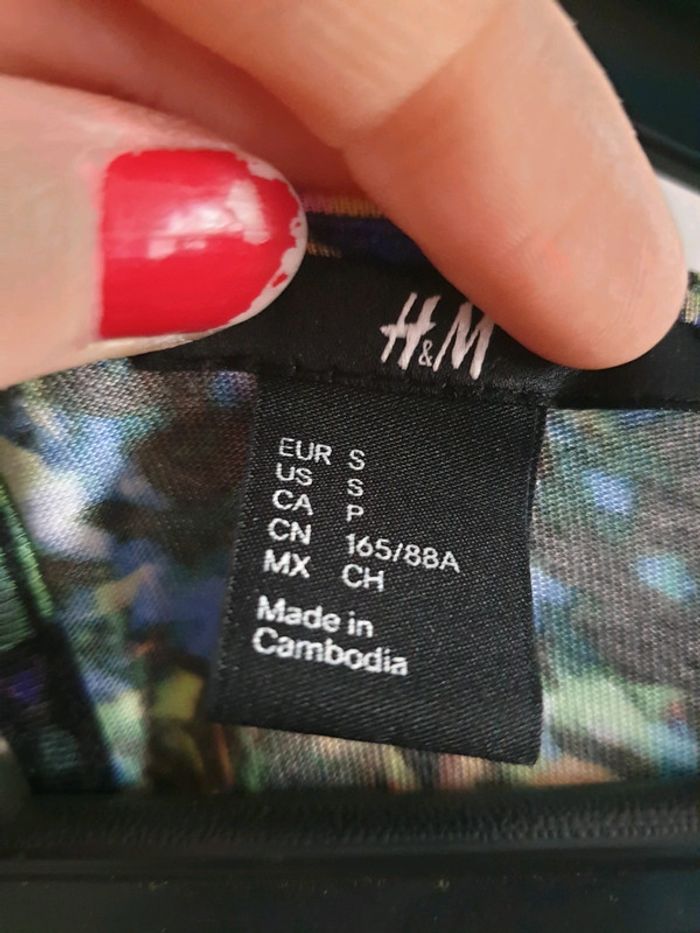 H&M
EUR S
US S
CA P
CN 165/88A
MX CH
Made in
Cambodia